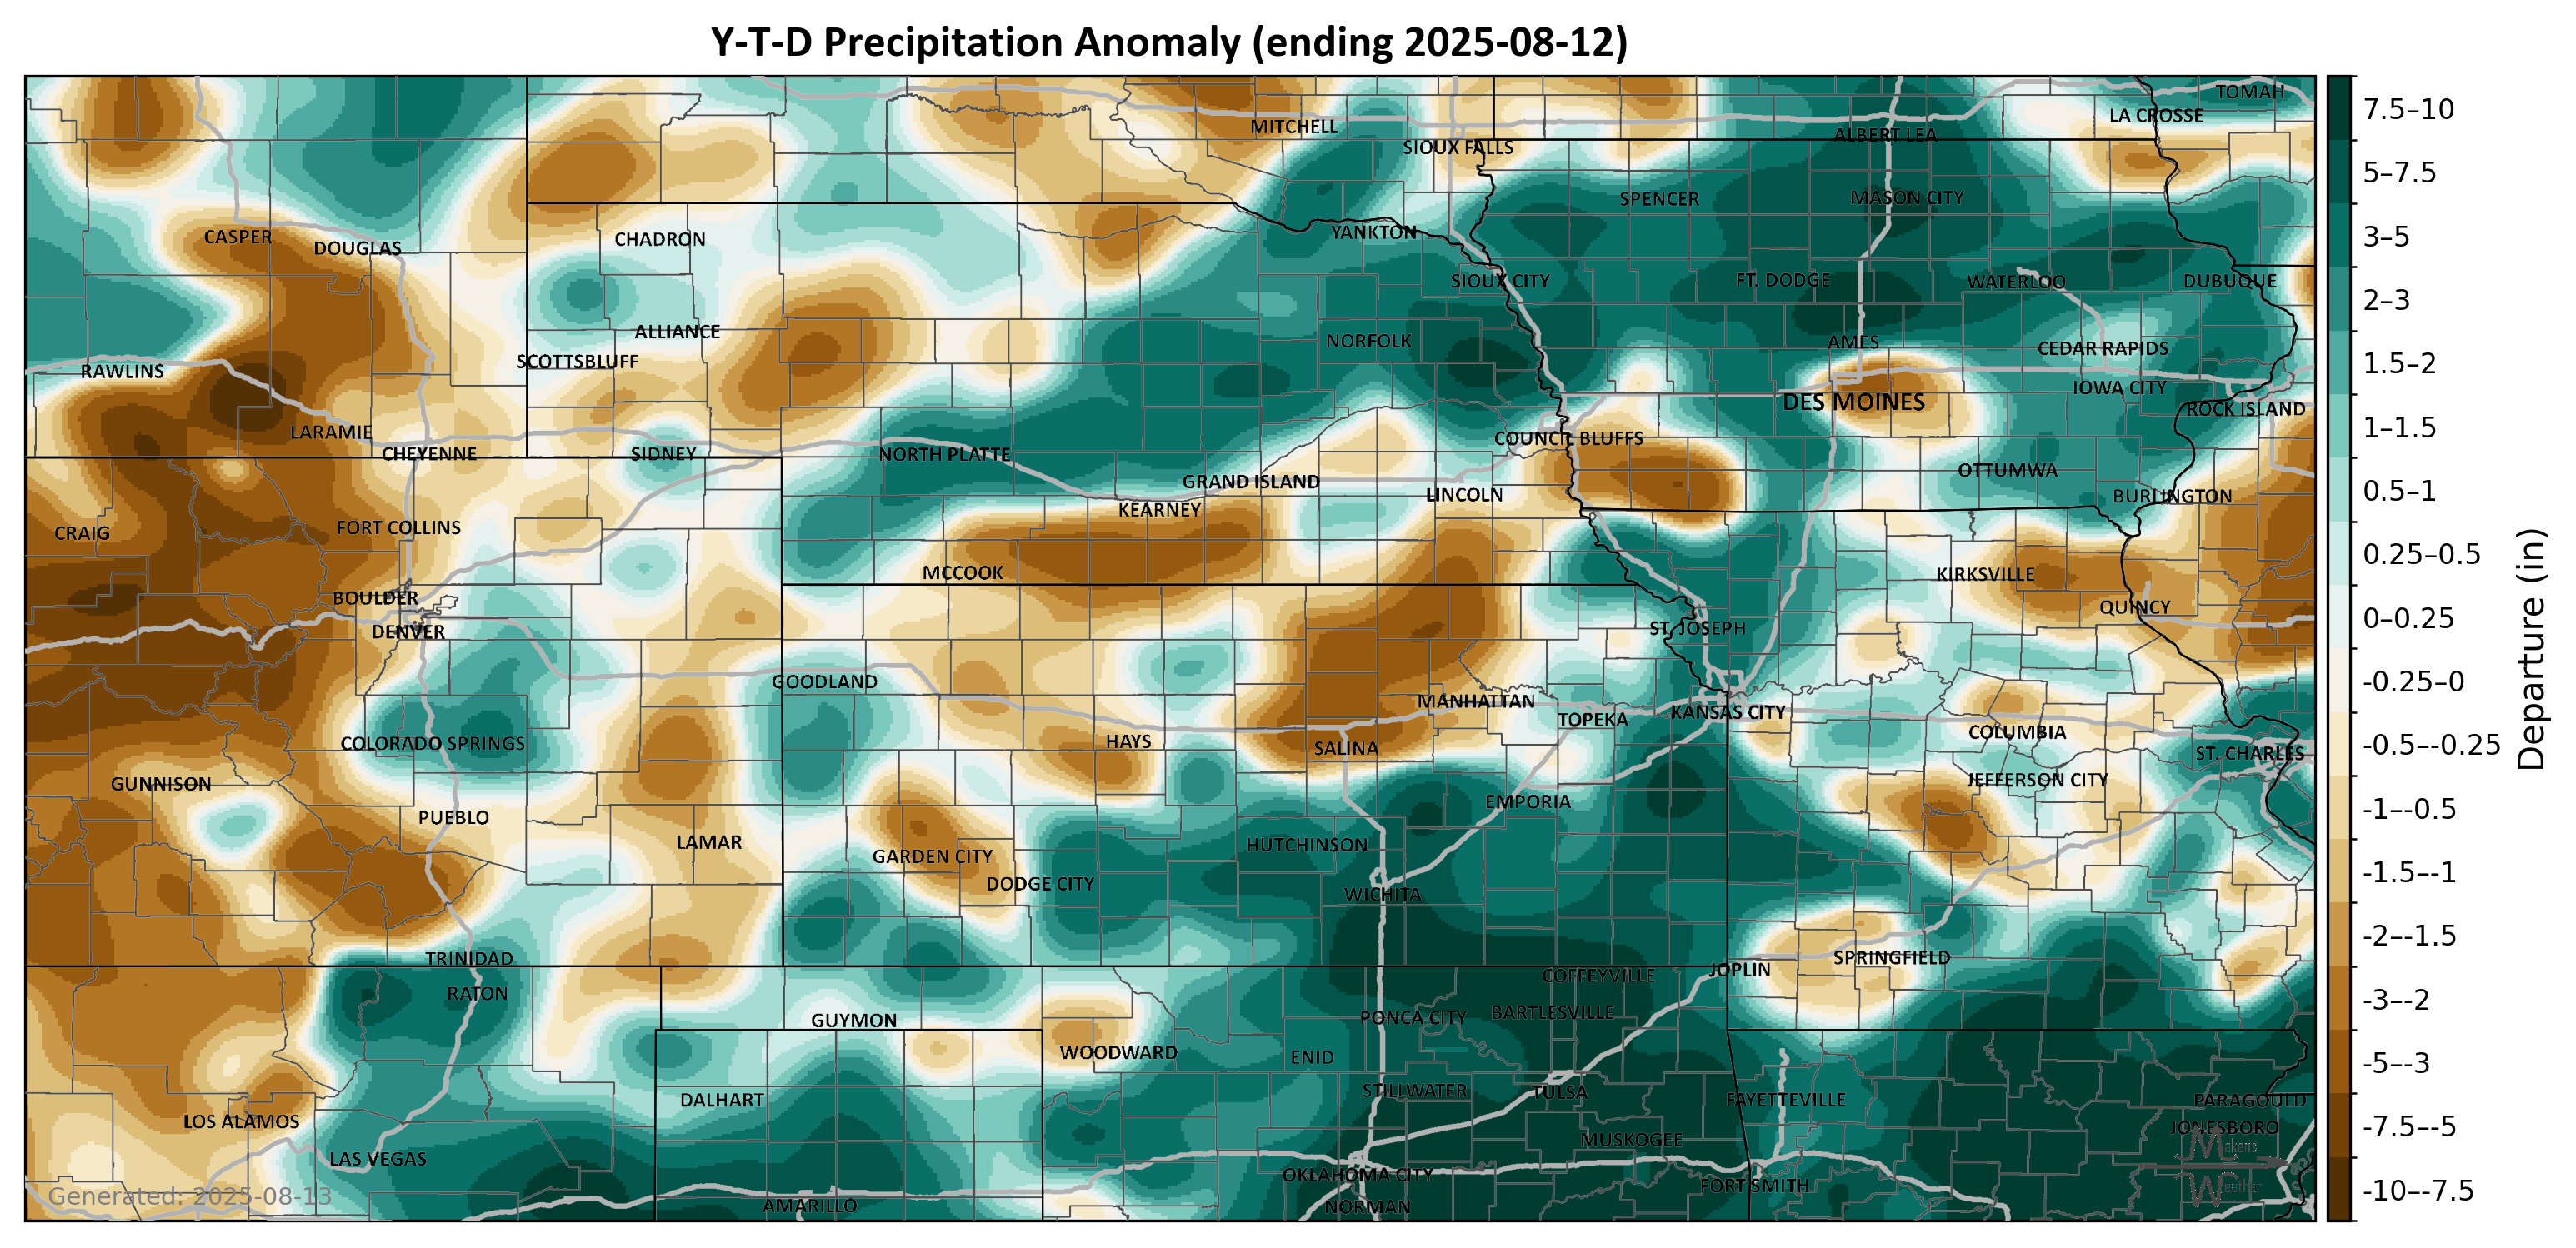 Y-T-D Precipitation Anomaly (ending 2025-08-12)
TOMAH
LA CROSSE
MITCHELL
ALBERT LEA
SIOUX FALLS
SPENCER
MASON CITY
CASPER
DOUGLAS
CHADRON
YANKTON
SIOUX CITY
FT. DODGE
WATERLOO
DUBUQUE
ALLIANCE
NORFOLK
AMES
CEDAR RAPIDS
SCOTTSBLUFF
RAWLINS
IOWA CITY
DES MOINES
ROCK ISLAND
LARAMIE
COUNCIL BLUFFS
CHEYENNE
SIDNEY
NORTH PLATTE
OTTUMWA
GRAND ISLAND
LINCOLN
BURLINGTON
KEARNEY
CRAIG
FORT COLLINS
MCCOOK
KIRKSVILLE
BOULDER
QUINCY
DENVER
ST. JOSEPH
GOODLAND
MANHATTAN
TOPEKA
KANSAS CITY
COLUMBIA
COLORADO SPRINGS
HAYS
SALINA
ST. CHARLES
GUNNISON
JEFFERSON CITY
EMPORIA
PUEBLO
LAMAR
HUTCHINSON
GARDEN CITY
DODGE CITY
WICHITA
TRINIDAD
SPRINGFIELD
JOPLIN
COFFEYVILLE
RATON
GUYMON
PONCA CITY
BARTLESVILLE
WOODWARD
ENID
STILLWATER
TULSA
DALHART
FAYETTEVILLE
PARAGOULD
LOS ALAMOS
JONESBORO
MUSKOGEE
LAS VEGAS
OKLAHOMA CITY
FORT SMITH
AMARILLO
NORMAN
Makens
Weather
Generated: 2025-08-13
7.5–10
5–7.5
3–5
2–3
1.5–2
1–1.5
0.5–1
0.25–0.5
0–0.25
-0.25–0
-0.5–-0.25
-1–-0.5
-1.5–-1
-2–-1.5
-3–-2
-5–-3
-7.5–-5
-10–-7.5
Departure (in)